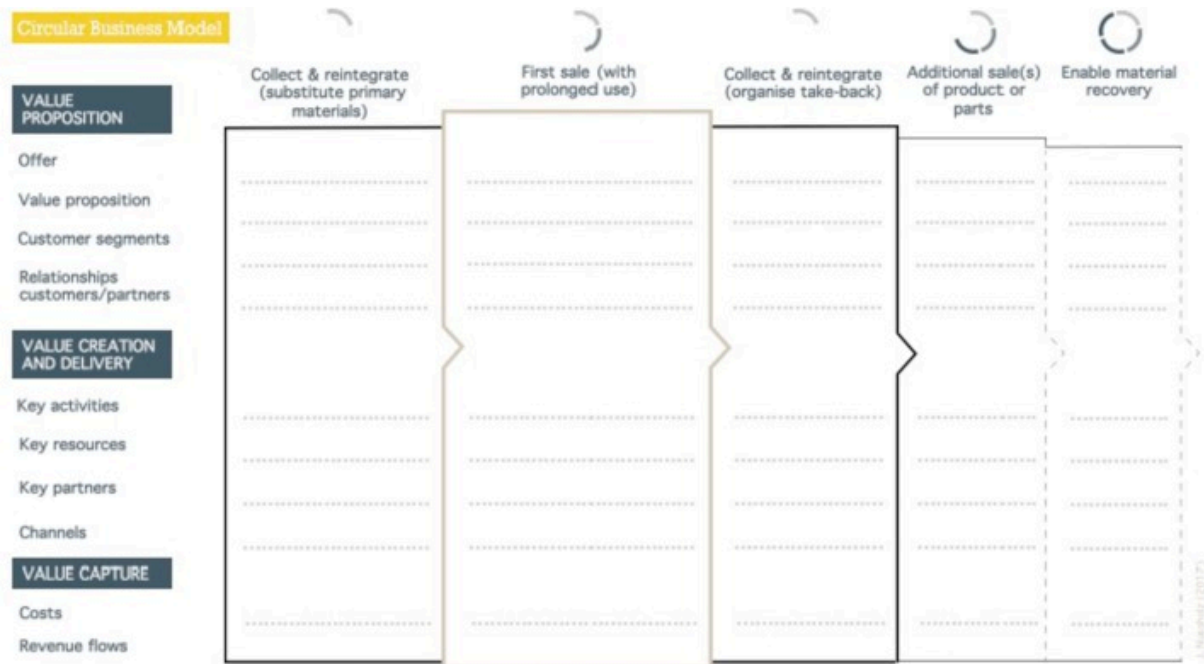 Circular Business Model
Collect & reintegrate
(substitute primary
materials)
First sale (with
prolonged use)
Collect & reintegrate
(organise take-back)
Additional sale(s)
of product or
parts
Enable material
recovery
VALUE
PROPOSITION
Offer
Value proposition
Customer segments
Relationships
customers/partners
VALUE CREATION
AND DELIVERY
Key activities
Key resources
Key partners
Channels
VALUE CAPTURE
Costs
Revenue flows